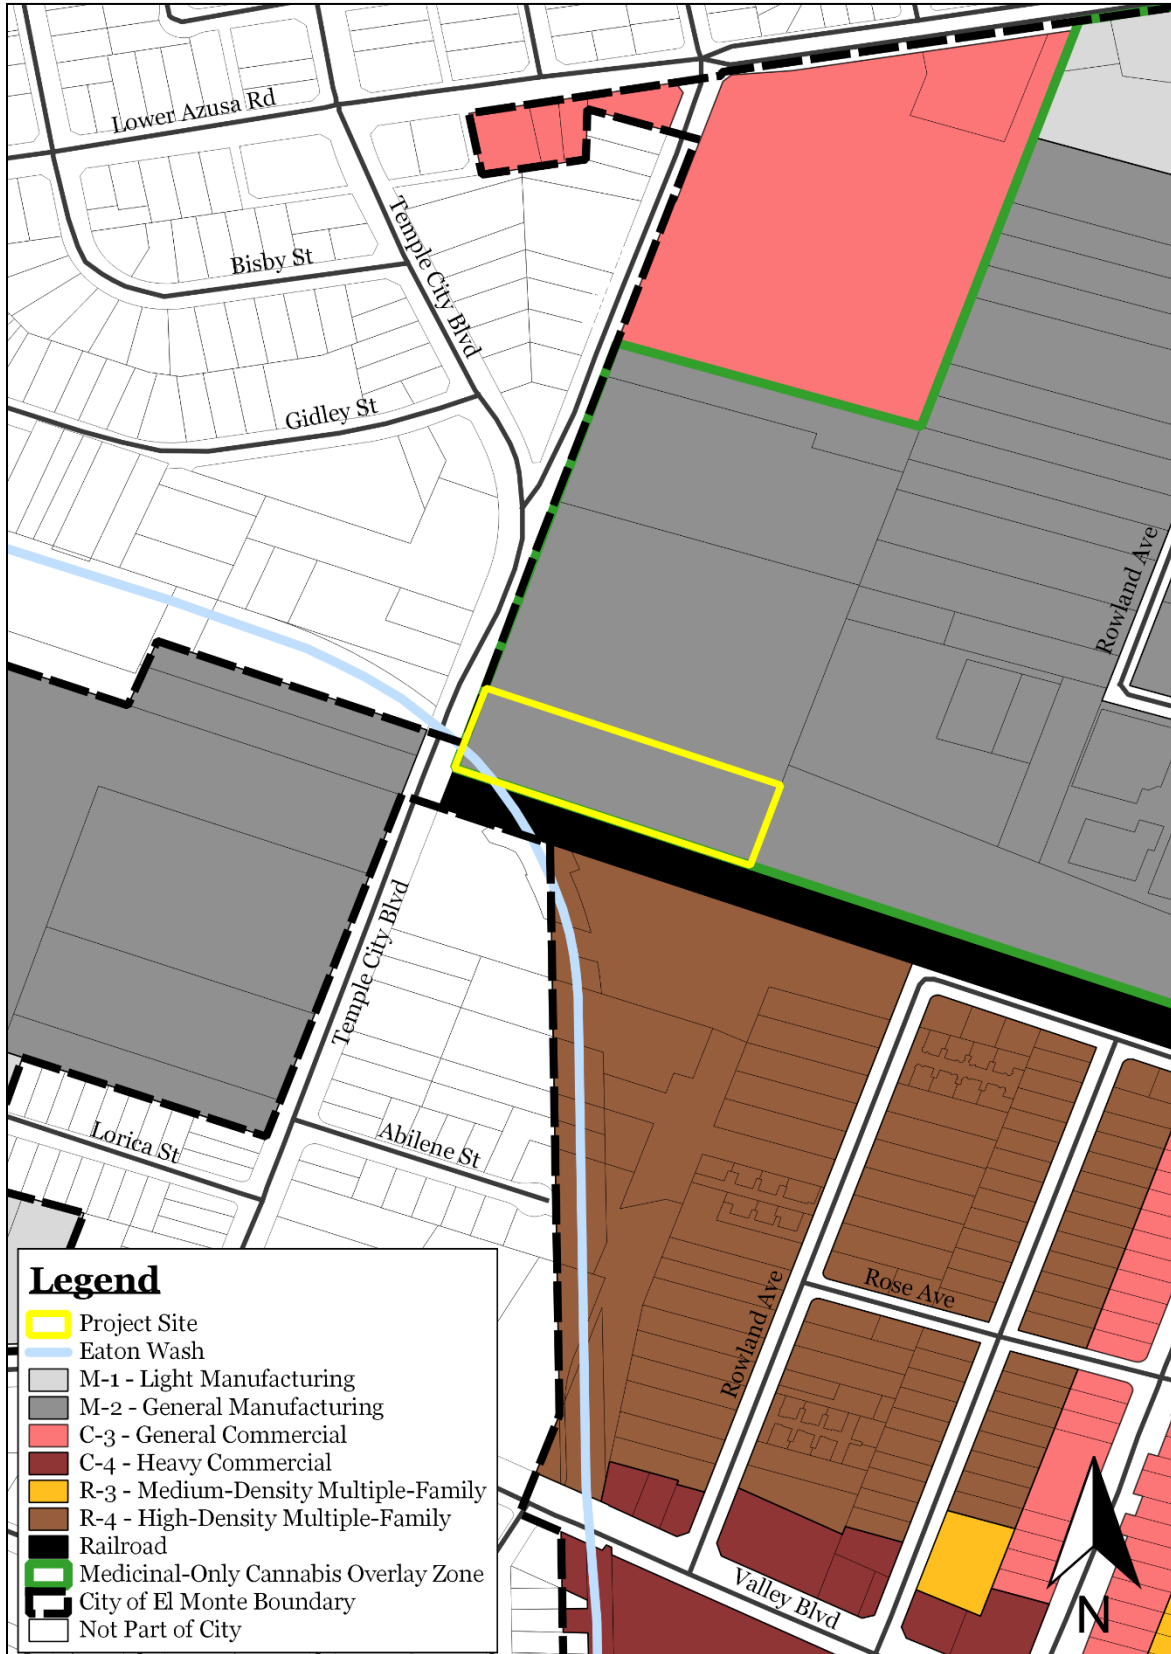 Lower Azusa Rd
Bisby St
Temple City Blvd
Gidley St
Rowland Ave
Temple City Blvd
Lorica St
Abilene St
Rose Ave
Rowland Ave
Valley Blvd
N
Legend
Project Site
Eaton Wash
M-1 - Light Manufacturing
M-2 - General Manufacturing
C-3 - General Commercial
C-4 - Heavy Commercial
R-3 - Medium-Density Multiple-Family
R-4 - High-Density Multiple-Family
Railroad
Medicinal-Only Cannabis Overlay Zone
City of El Monte Boundary
Not Part of City